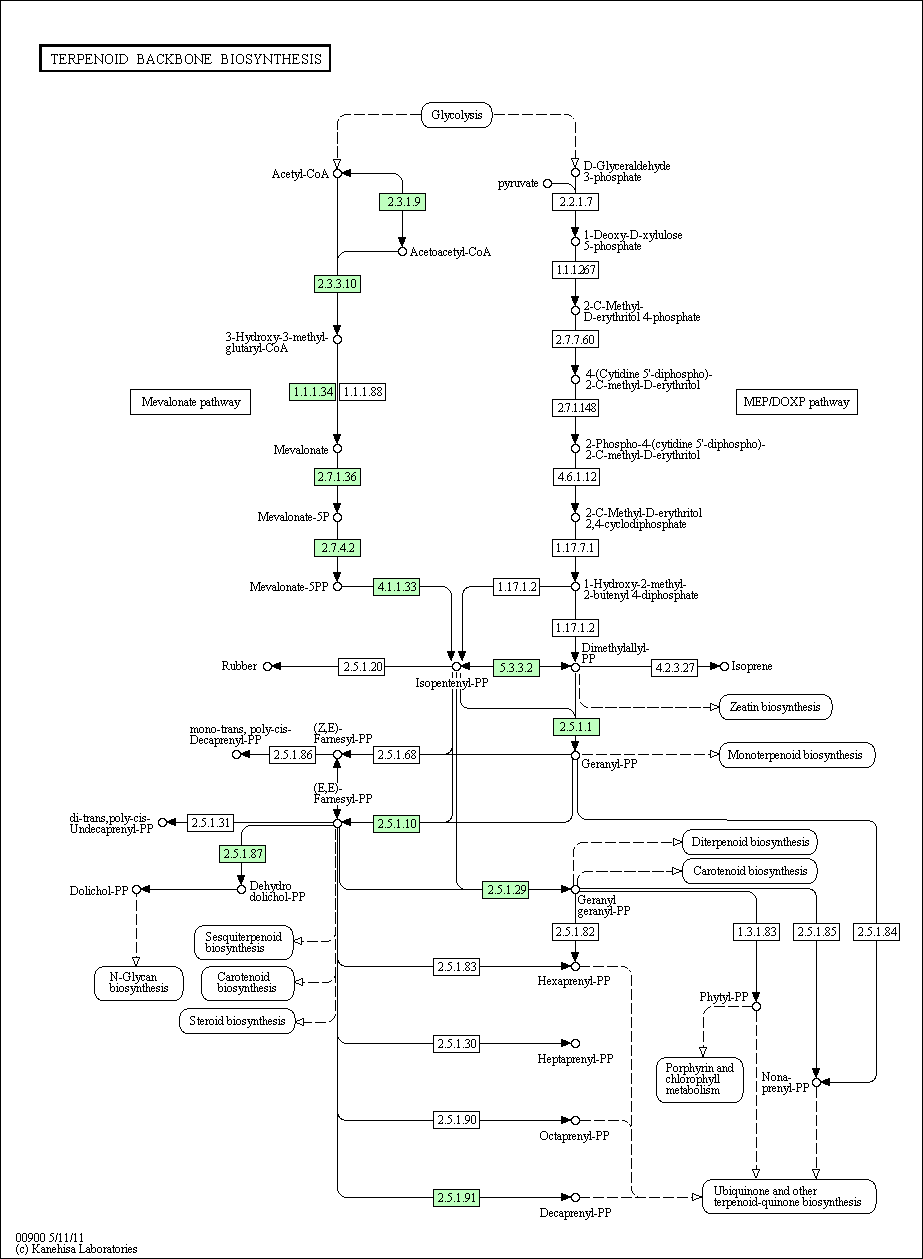 TERPENOID BACKBONE BIOSYNTHESIS
Glycolysis
Acetyl-CoA
D-Glyceraldehyde
3-phosphate
pyruvate
2.3.1.9
2.2.1.7
Acetoacetyl-CoA
1-Deoxy-D-xylulose
5-phosphate
2.3.3.10
1.1.1.267
3-Hydroxy-3-methyl-
glutaryl-CoA
2-C-Methyl-
D-erythritol 4-phosphate
2.7.7.60
1.1.1.34
1.1.1.88
4-(Cytidine 5'-diphospho)-
2-C-methyl-D-erythritol
Mevalonate pathway
MEP/DOXP pathway
2.7.1.148
Mevalonate
2-Phospho-4-(cytidine 5'-diphospho)-
2-C-methyl-D-erythritol
2.7.1.36
4.6.1.12
Mevalonate-5P
2-C-Methyl-D-erythritol
2,4-cyclodiphosphate
2.7.4.2
1.17.7.1
Mevalonate-5PP
4.1.1.33
1.17.1.2
1-Hydroxy-2-methyl-
2-butenyl 4-diphosphate
1.17.1.2
Dimethylallyl-
PP
Rubber
2.5.1.20
5.3.3.2
4.2.3.27
Isoprene
Isopentenyl-PP
Zeatin biosynthesis
2.5.1.1
mono-trans, poly-cis-
Decaprenyl-PP
(Z,E)-
Farnesyl-PP
2.5.1.86
2.5.1.68
Geranyl-PP
Monoterpenoid biosynthesis
(E,E)-
Farnesyl-PP
di-trans,poly-cis-
Undecaprenyl-PP
2.5.1.31
2.5.1.10
2.5.1.87
Diterpenoid biosynthesis
Carotenoid biosynthesis
Dolichol-PP
Dehydro
dolichol-PP
2.5.1.29
Geranyl
geranyl-PP
2.5.1.82
1.3.1.83
2.5.1.85
2.5.1.84
Sesquiterpenoid
biosynthesis
2.5.1.83
Hexaprenyl-PP
N-Glycan
biosynthesis
Carotenoid
biosynthesis
Phytyl-PP
Steroid biosynthesis
2.5.1.30
Heptaprenyl-PP
Porphyrin and
chlorophyll
metabolism
Nona-
prenyl-PP
2.5.1.90
Octaprenyl-PP
2.5.1.91
Decaprenyl-PP
Ubiquinone and other
terpenoid-quinone biosynthesis
00900 5/11/11
(c) Kanehisa Laboratories